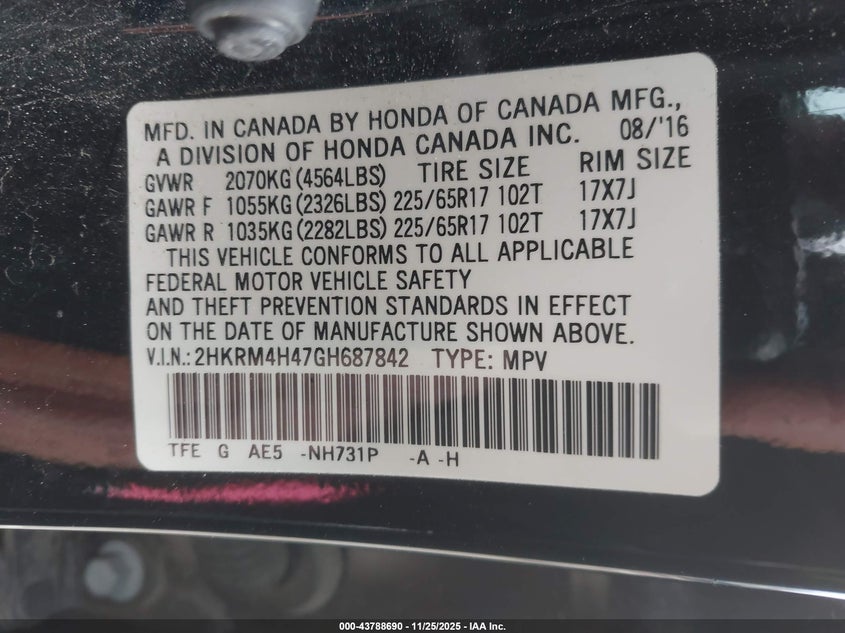 MFD. IN CANADA BY HONDA OF CANADA MFG.,
A DIVISION OF HONDA CANADA INC. 08/'16
GVWR 2070KG(4564LBS) TIRE SIZE RIM SIZE
GAWR F 1055KG(2326LBS) 225/65R17 102T 17X7J
GAWR R 1035KG(2282LBS) 225/65R17 102T 17X7J
THIS VEHICLE CONFORMS TO ALL APPLICABLE
FEDERAL MOTOR VEHICLE SAFETY
AND THEFT PREVENTION STANDARDS IN EFFECT
ON THE DATE OF MANUFACTURE SHOWN ABOVE.
V.I.N.: 2HKRM4H47GH687842 TYPE: MPV
TFE G AE5 -NH731P -A -H
000-43788690 - 11/25/2025 - IAA Inc.